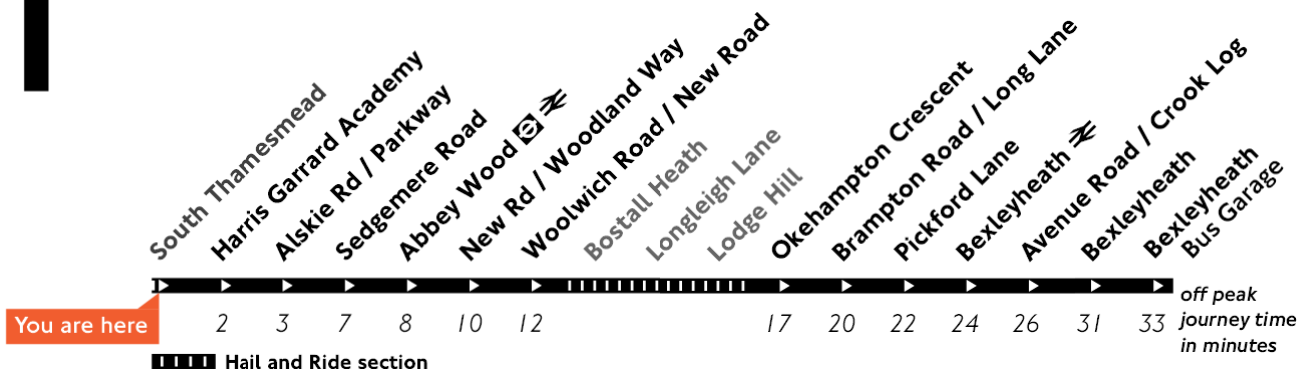 South Thamesmead
Harris Garrard Academy
Alskie Rd / Parkway
Sedgemere Road
Abbey Wood
New Rd / Woodland Way
Woolwich Road / New Road
Bostall Heath
Longleigh Lane
Lodge Hill
Okehampton Crescent
Brampton Road / Long Lane
Pickford Lane
Bexleyheath
Avenue Road / Crook Log
Bexleyheath
Bexleyheath
Bus Garage
You are here
2 3 7 8 10 12 17 20 22 24 26 31 33
off peak
journey time
in minutes
Hail and Ride section